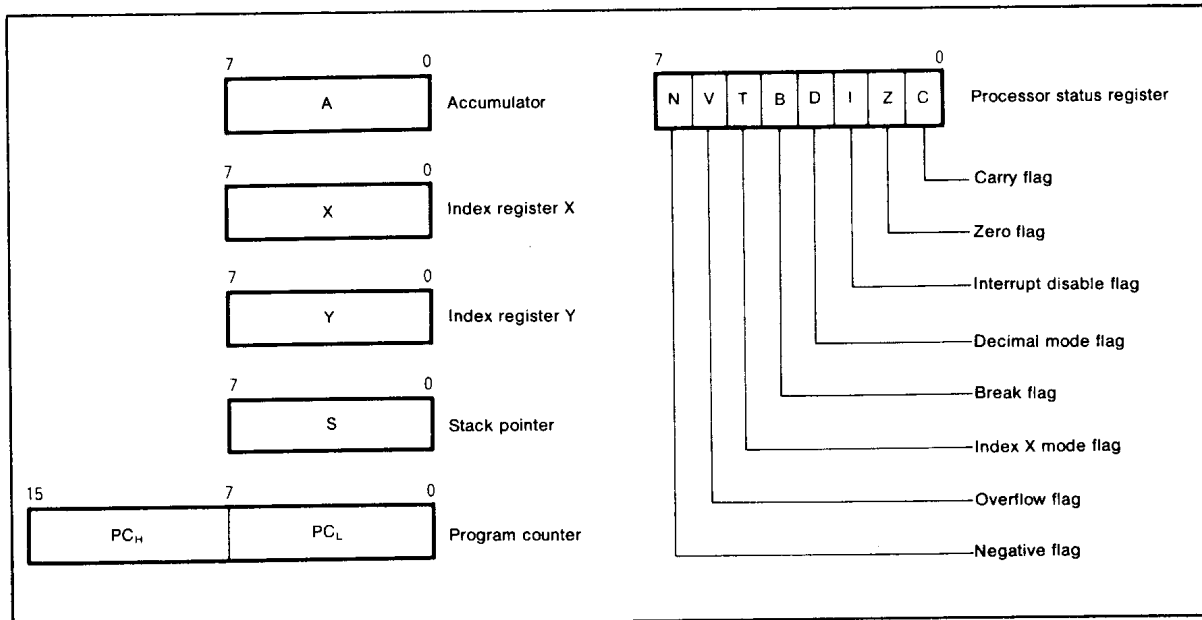 7 0
A
Accumulator
7 0
X
Index register X
7 0
Y
Index register Y
7 0
S
Stack pointer
15 7 0
PCH PCL
Program counter
7 0
N V T B D I Z C
Processor status register
Carry flag
Zero flag
Interrupt disable flag
Decimal mode flag
Break flag
Index X mode flag
Overflow flag
Negative flag